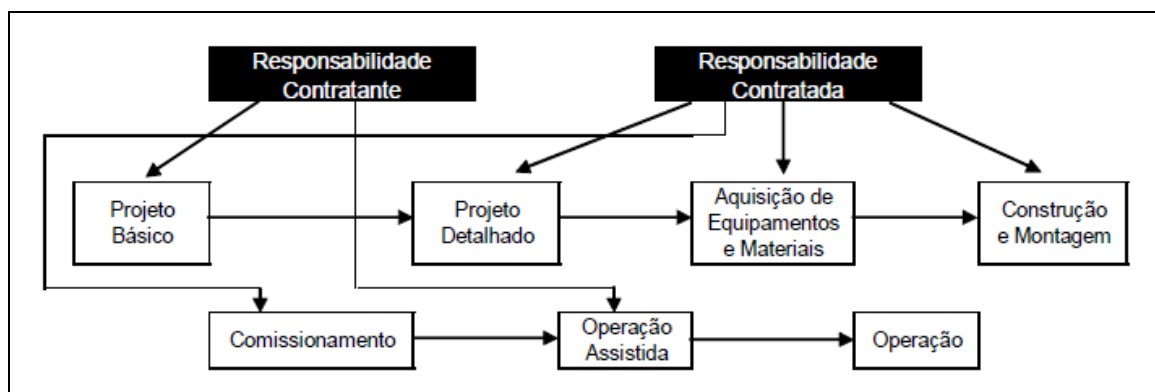 Responsabilidade
Contratante
Responsabilidade
Contratada
Projeto
Básico
Projeto
Detalhado
Aquisição de
Equipamentos
e Materiais
Construção
e Montagem
Comissionamento
Operação
Assistida
Operação